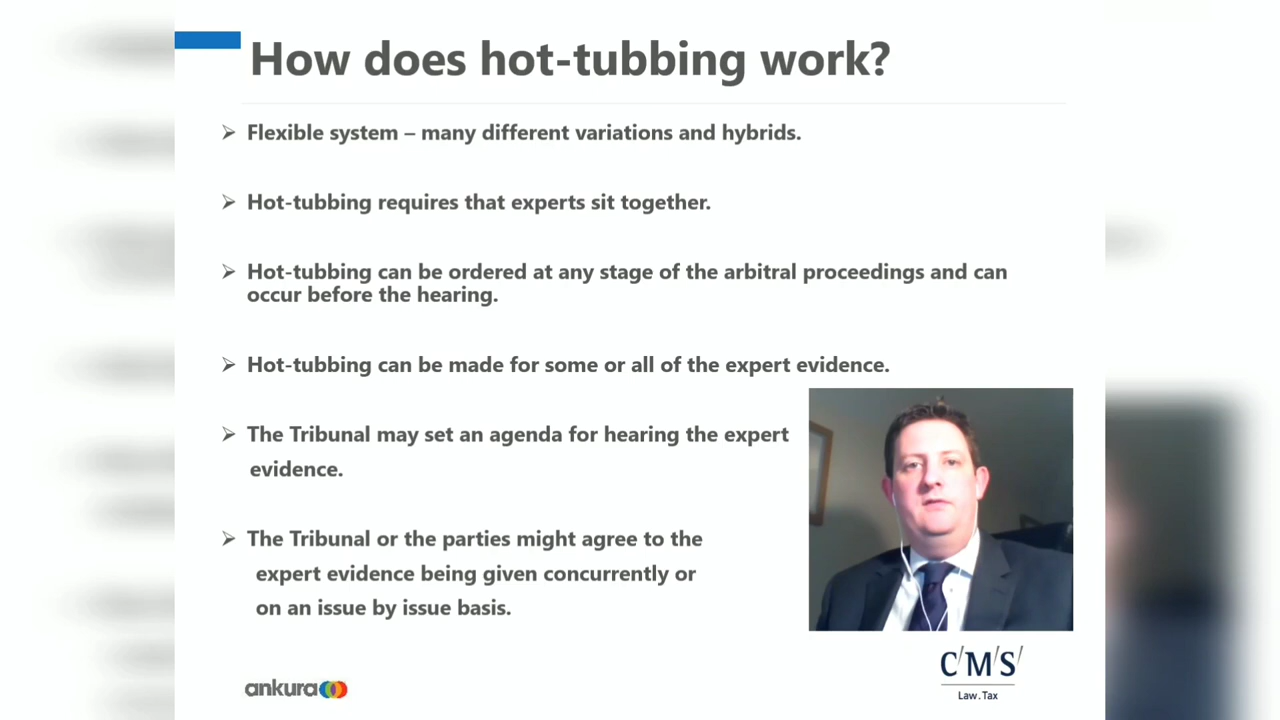 How does hot-tubbing work?
➢ Flexible system – many different variations and hybrids.
➢ Hot-tubbing requires that experts sit together.
➢ Hot-tubbing can be ordered at any stage of the arbitral proceedings and can
occur before the hearing.
➢ Hot-tubbing can be made for some or all of the expert evidence.
➢ The Tribunal may set an agenda for hearing the expert
evidence.
➢ The Tribunal or the parties might agree to the
expert evidence being given concurrently or
on an issue by issue basis.
ankura
C/M/S/
Law.Tax